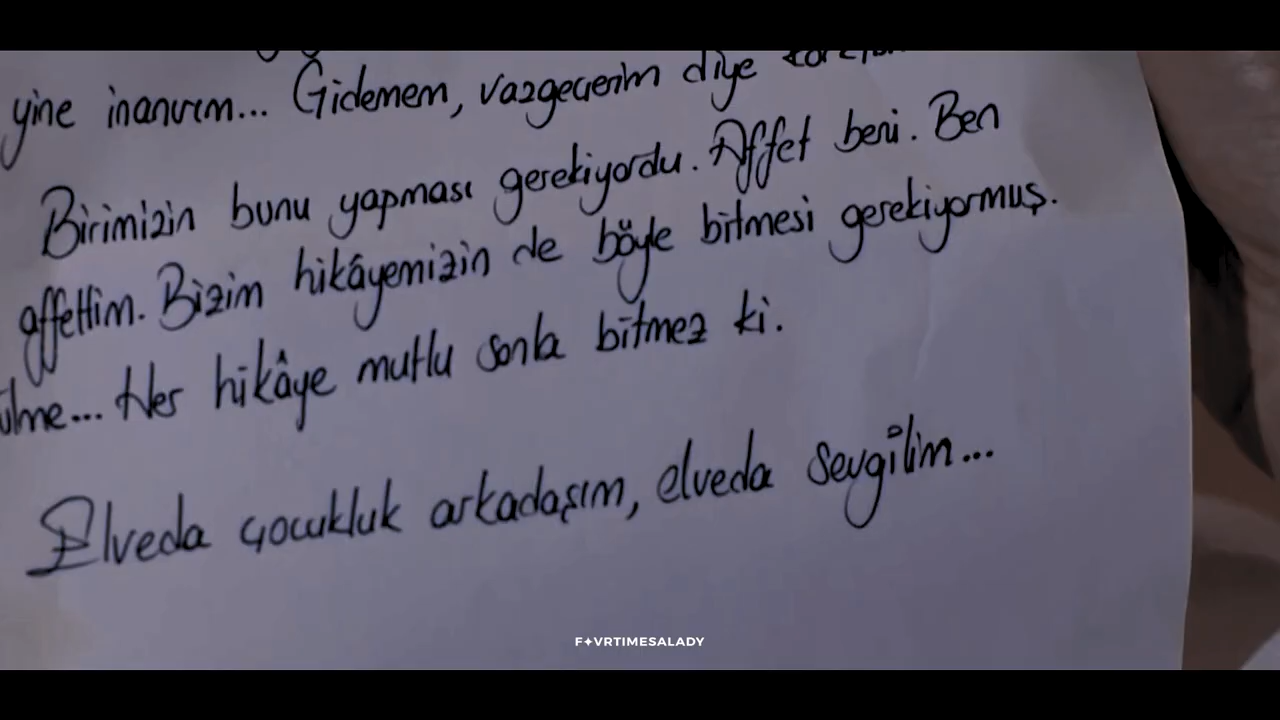 yine inanırım... Gidemem, vazgeçerim diye
Birimizin bunu yapması gerekiyordu. Affet beni. Ben
affettim. Bizim hikâyemizin de böyle bitmesi gerekiyormuş.
Her hikâye mutlu sonla bitmez ki.
Elveda çocukluk arkadaşım, elveda sevgilim...
F✦VRTIMESALADY